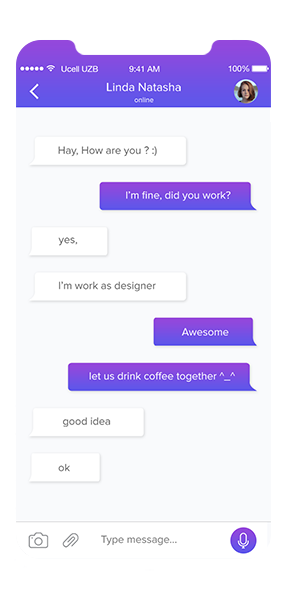 Ucell UZB 9:41 AM 100%
Linda Natasha
online
Hay, How are you ? :)
I'm fine, did you work?
yes,
I'm work as designer
Awesome
let us drink coffee together ^_^
good idea
ok
Type message...